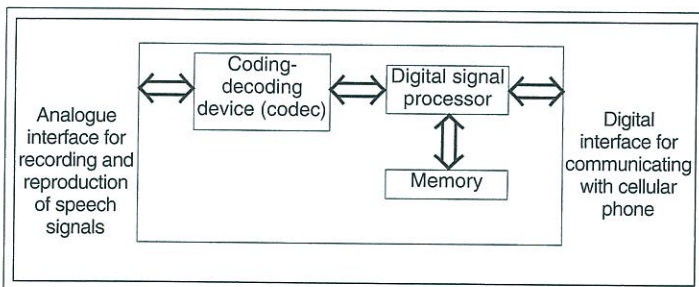 Analogue
interface for
recording and
reproduction
of speech
signals
Coding-
decoding
device (codec)
Digital signal
processor
Memory
Digital
interface for
communicating
with cellular
phone